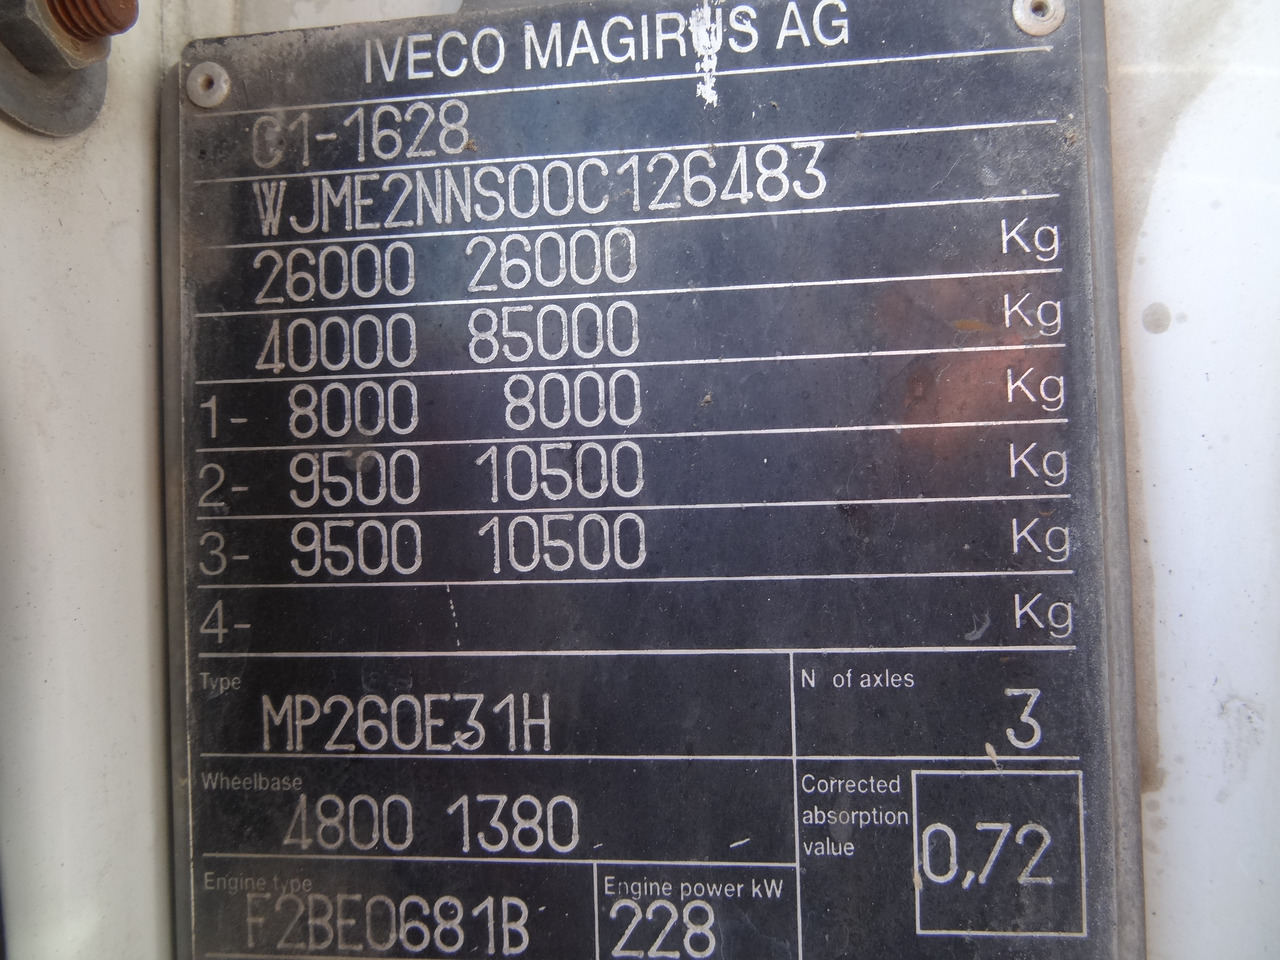 IVECO MAGIRUS AG
C1-1628
WJME2NNS00C126483
26000 26000 Kg
40000 85000 Kg
1- 8000 8000 Kg
2- 9500 10500 Kg
3- 9500 10500 Kg
4- Kg
Type MP260E31H
N of axles 3
Wheelbase 4800 1380
Corrected absorption value 0,72
Engine type F2BE0681B
Engine power kW 228